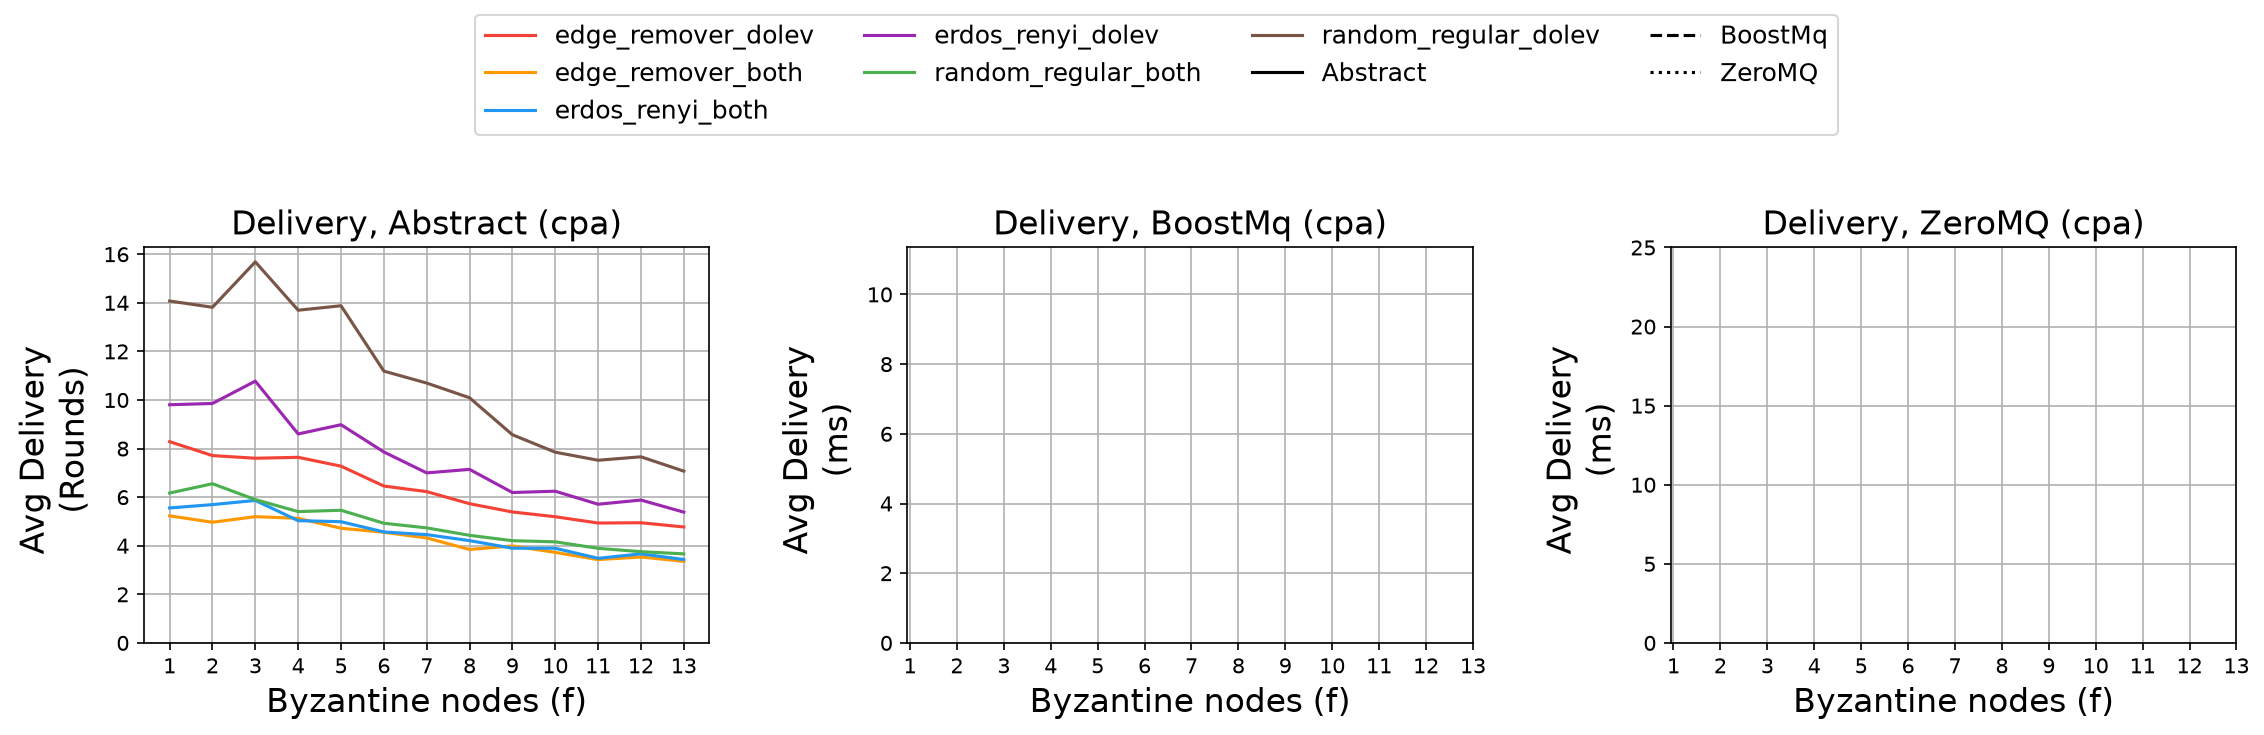 edge_remover_dolev
edge_remover_both
erdos_renyi_both
erdos_renyi_dolev
random_regular_both
random_regular_dolev
Abstract
BoostMq
ZeroMQ
Delivery, Abstract (cpa)
16
14
12
10
8
6
4
2
0
Avg Delivery
(Rounds)
1 2 3 4 5 6 7 8 9 10 11 12 13
Byzantine nodes (f)
Delivery, BoostMq (cpa)
10
8
6
4
2
0
Avg Delivery
(ms)
1 2 3 4 5 6 7 8 9 10 11 12 13
Byzantine nodes (f)
Delivery, ZeroMQ (cpa)
25
20
15
10
5
0
Avg Delivery
(ms)
1 2 3 4 5 6 7 8 9 10 11 12 13
Byzantine nodes (f)